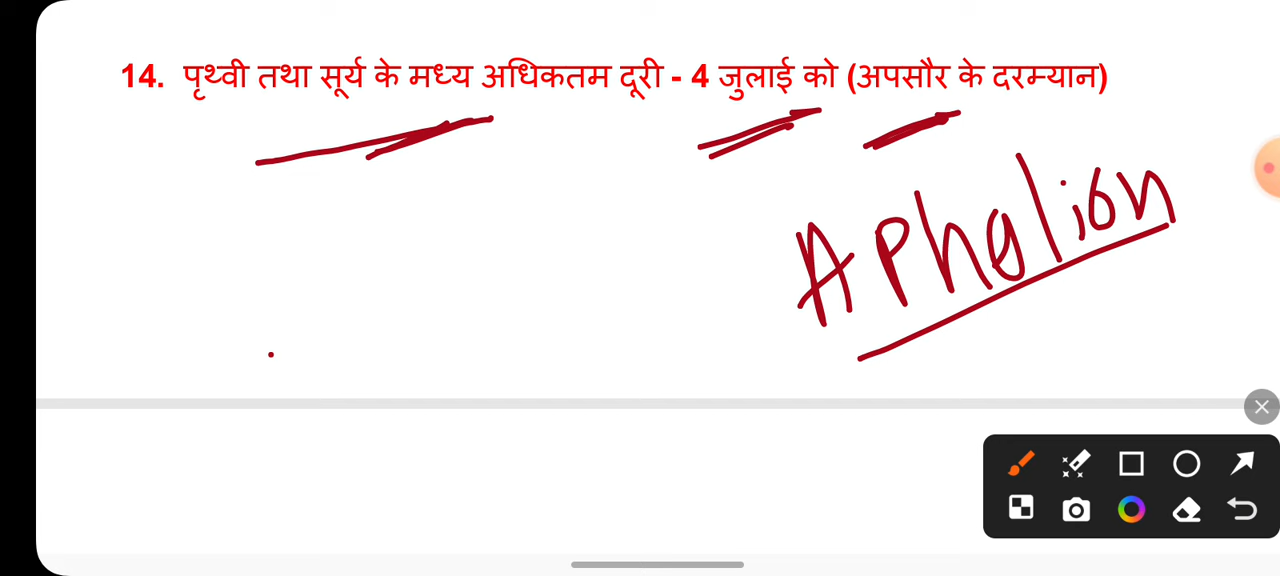 14. पृथ्वी तथा सूर्य के मध्य अधिकतम दूरी - 4 जुलाई को (अपसौर के दरम्यान)
Aphelion